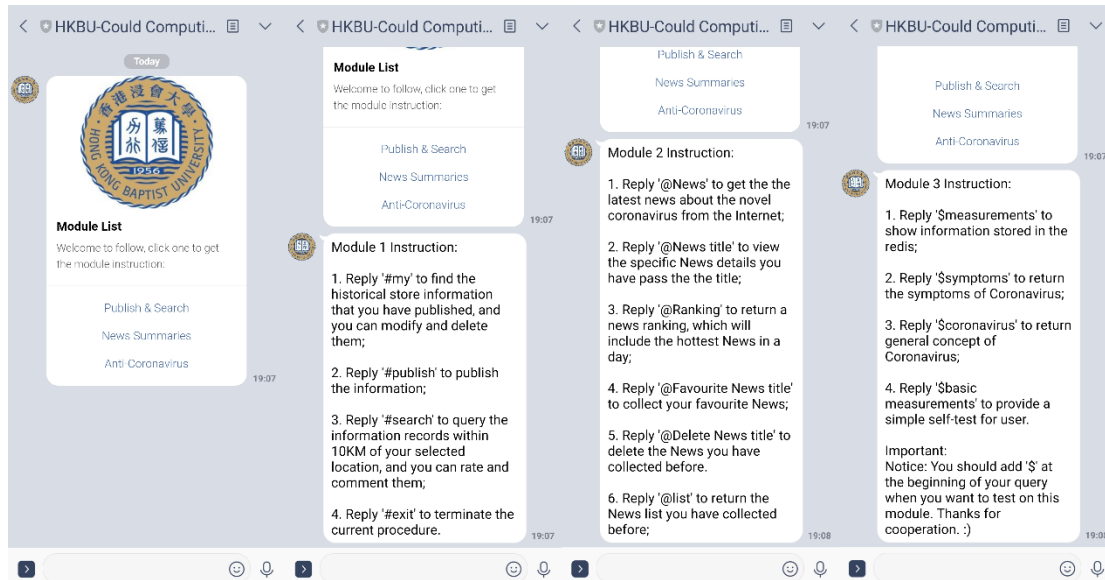 HKBU-Could Computi...
Today
香港浸會大學
HONG KONG BAPTIST UNIVERSITY
力行
篤信
1956
Module List
Welcome to follow, click one to get
the module instruction:
Publish & Search
News Summaries
Anti-Coronavirus
19:07
HKBU-Could Computi...
Module List
Welcome to follow, click one to get
the module instruction:
Publish & Search
News Summaries
Anti-Coronavirus
19:07
Module 1 Instruction:
1. Reply '#my' to find the
historical store information
that you have published, and
you can modify and delete
them;
2. Reply '#publish' to publish
the information;
3. Reply '#search' to query the
information records within
10KM of your selected
location, and you can rate and
comment them;
4. Reply '#exit' to terminate the
current procedure.
19:07
HKBU-Could Computi...
Publish & Search
News Summaries
Anti-Coronavirus
19:07
Module 2 Instruction:
1. Reply '@News' to get the the
latest news about the novel
coronavirus from the Internet;
2. Reply '@News title' to view
the specific News details you
have pass the the title;
3. Reply '@Ranking' to return a
news ranking, which will
include the hottest News in a
day;
4. Reply '@Favourite News title'
to collect your favourite News;
5. Reply '@Delete News title' to
delete the News you have
collected before.
6. Reply '@list' to return the
News list you have collected
before;
19:08
HKBU-Could Computi...
Publish & Search
News Summaries
Anti-Coronavirus
19:07
Module 3 Instruction:
1. Reply '$measurements' to
show information stored in the
redis;
2. Reply '$symptoms' to return
the symptoms of Coronavirus;
3. Reply '$coronavirus' to return
general concept of
Coronavirus;
4. Reply '$basic
measurements' to provide a
simple self-test for user.
Important:
Notice: You should add '$' at
the beginning of your query
when you want to test on this
module. Thanks for
cooperation. :)
19:08